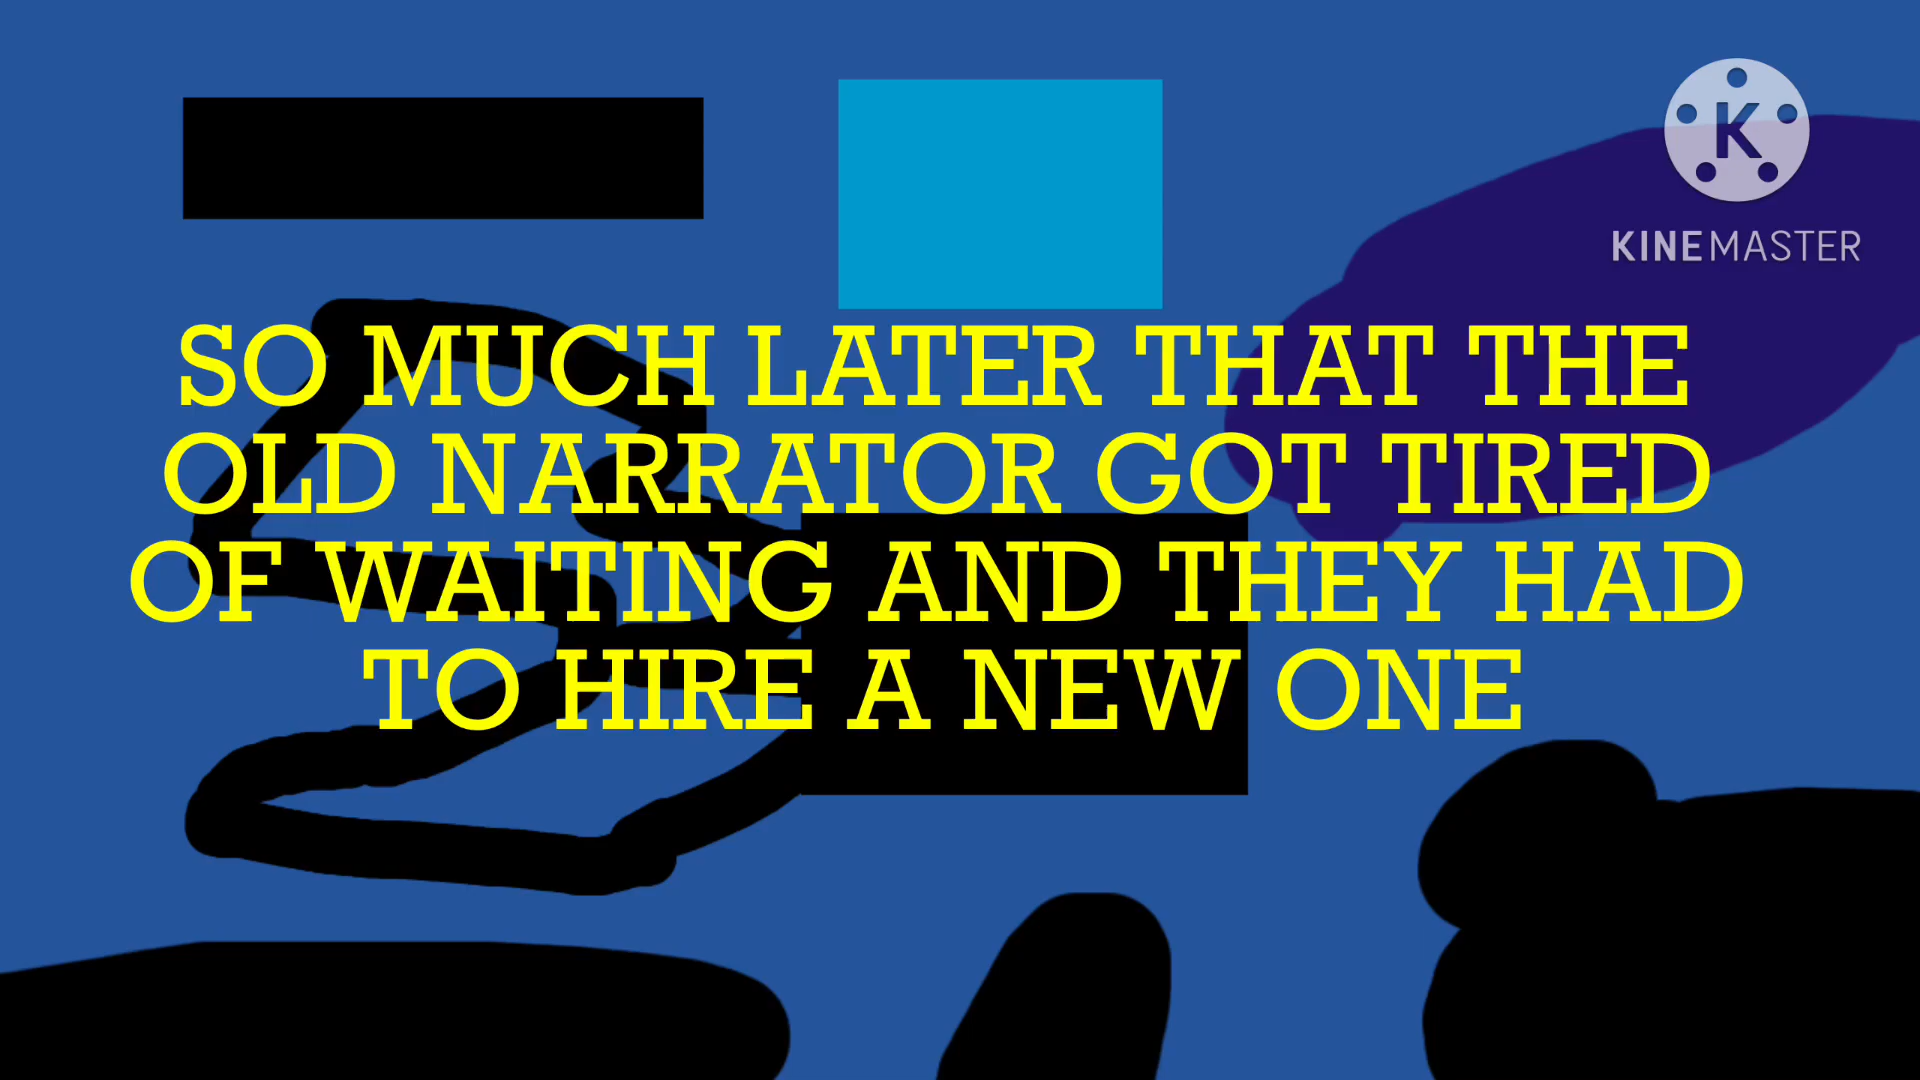 K
KINEMASTER
SO MUCH LATER THAT THE
OLD NARRATOR GOT TIRED
OF WAITING AND THEY HAD
TO HIRE A NEW ONE